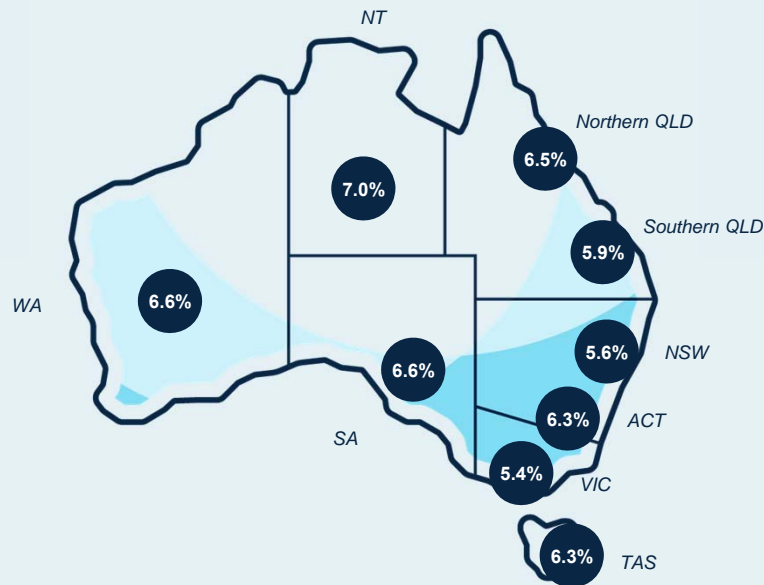 NT
Northern QLD
6.5%
7.0%
Southern QLD
5.9%
WA
6.6%
5.6%
NSW
6.6%
6.3%
ACT
SA
5.4%
VIC
6.3%
TAS